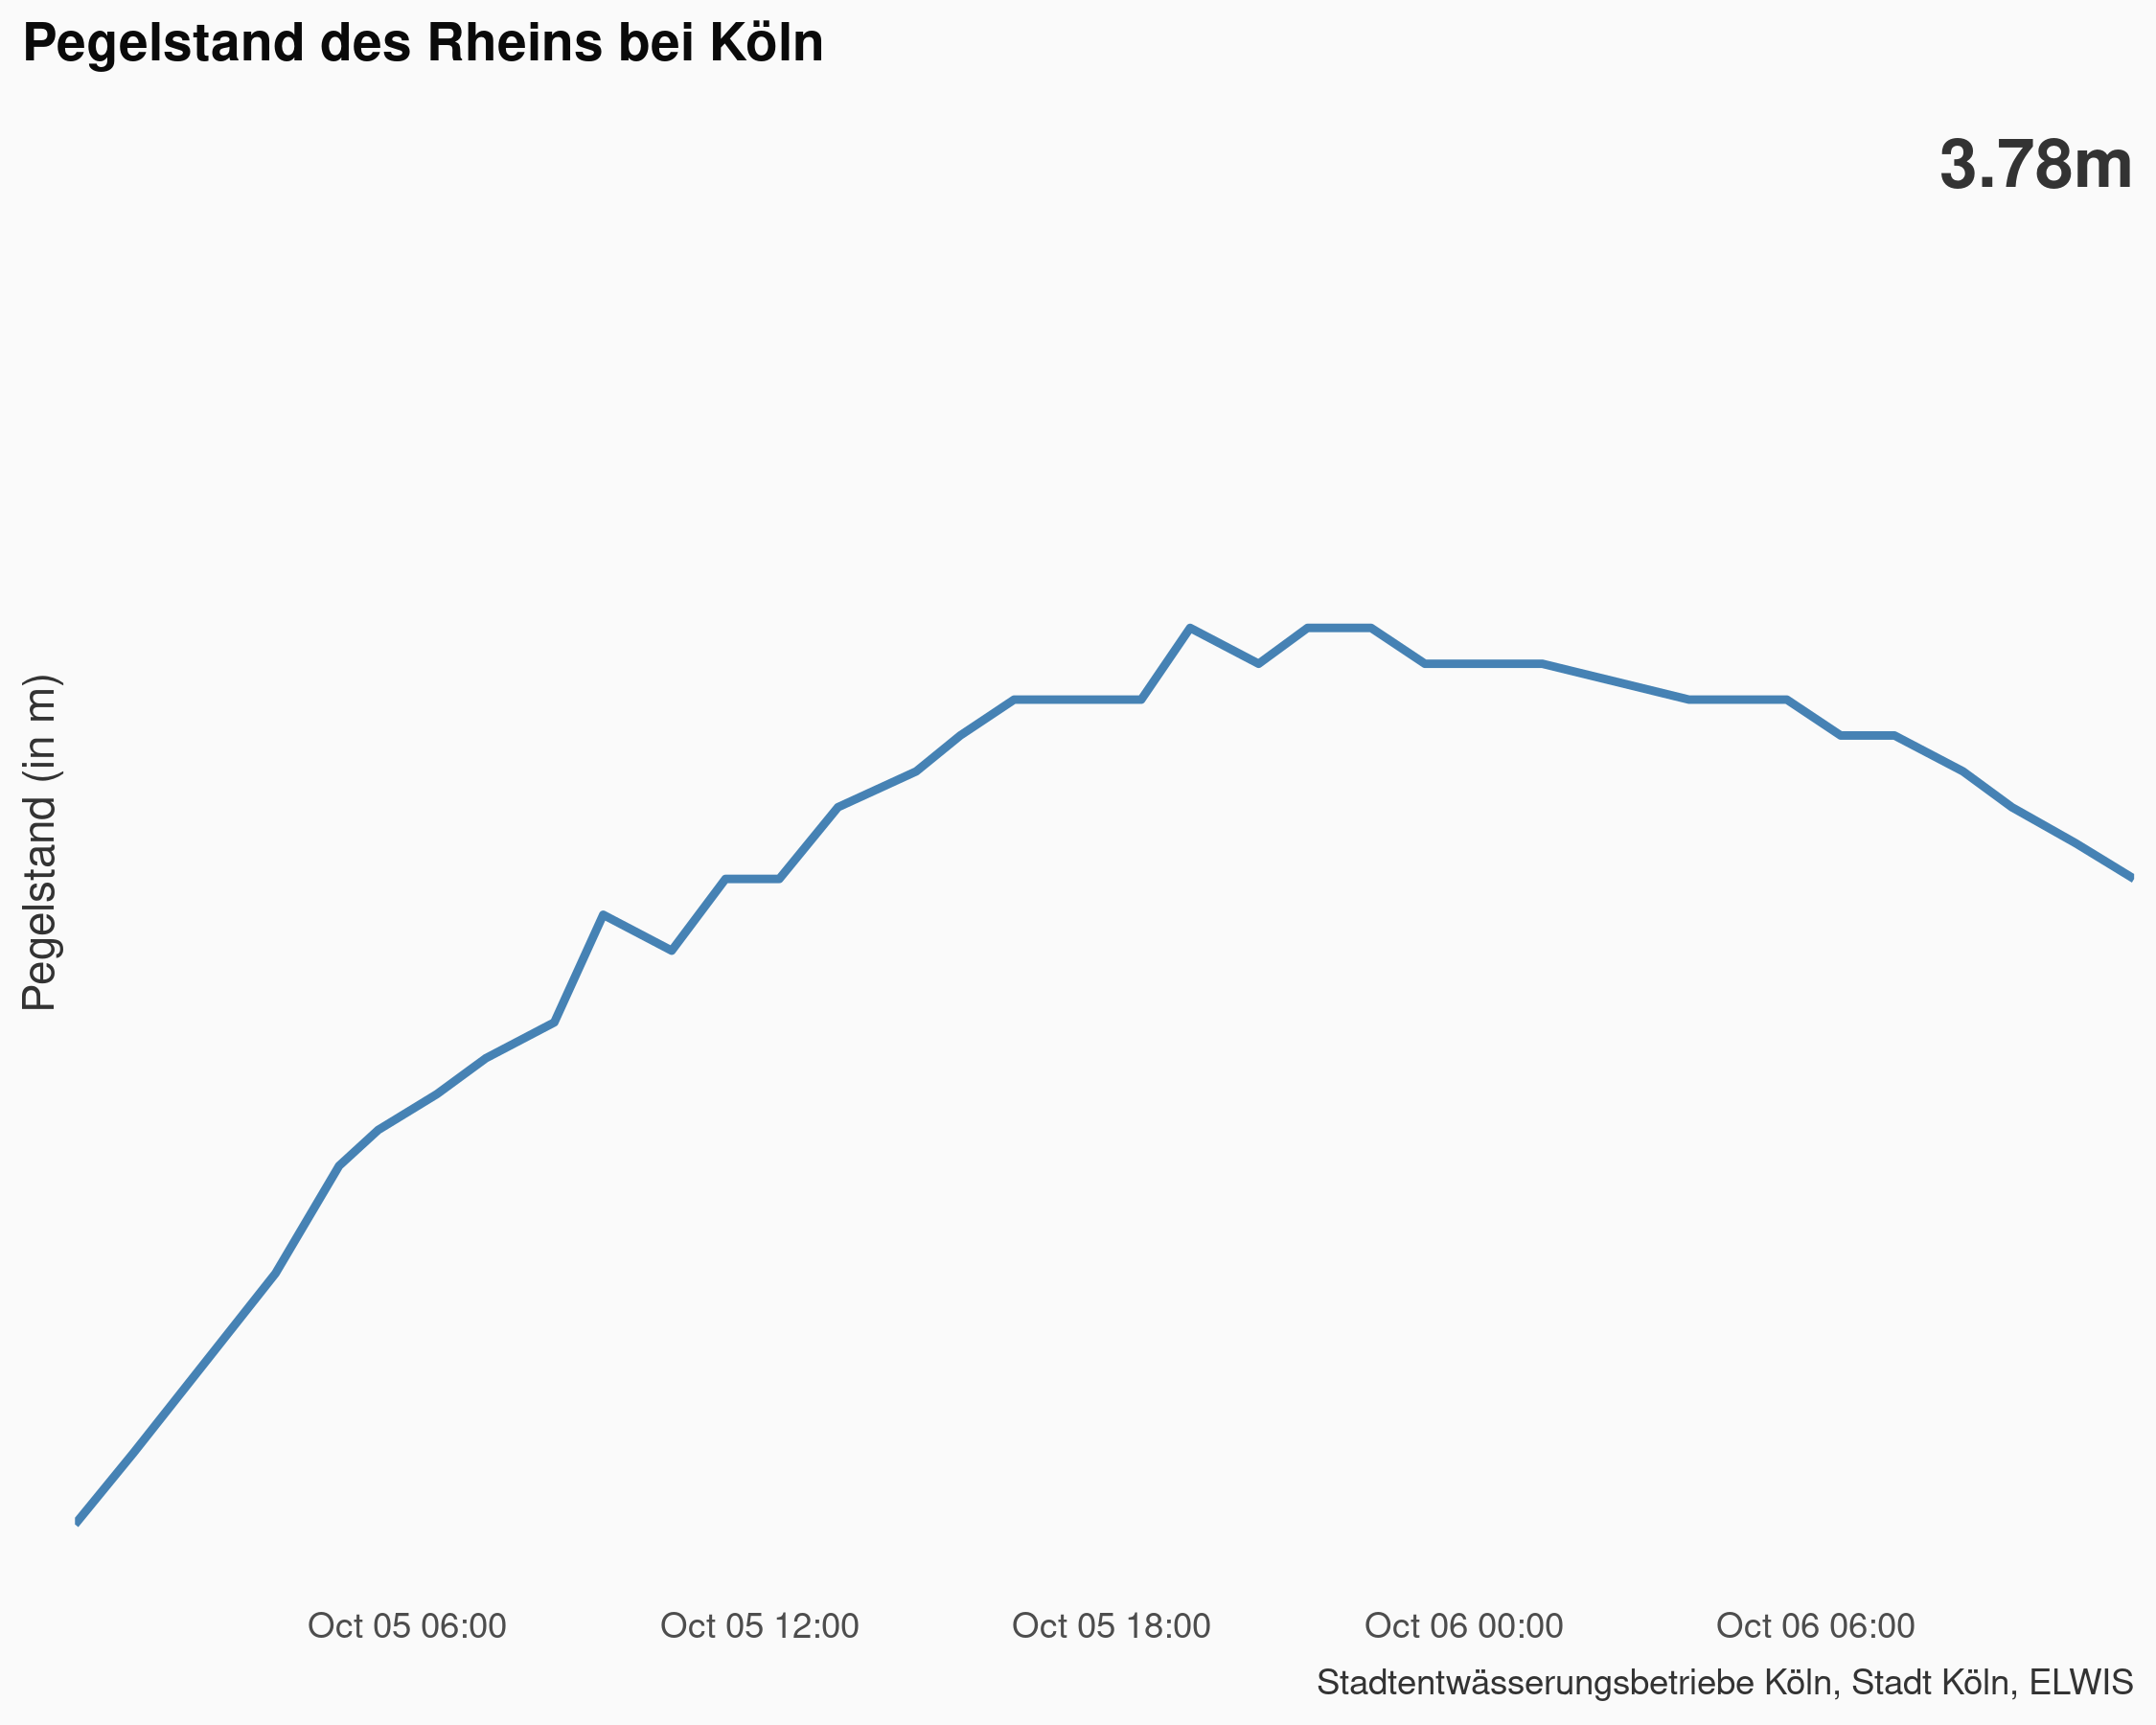 Pegelstand des Rheins bei Köln
3.78m
Pegelstand (in m)
Oct 05 06:00
Oct 05 12:00
Oct 05 18:00
Oct 06 00:00
Oct 06 06:00
Stadtentwässerungsbetriebe Köln, Stadt Köln, ELWIS